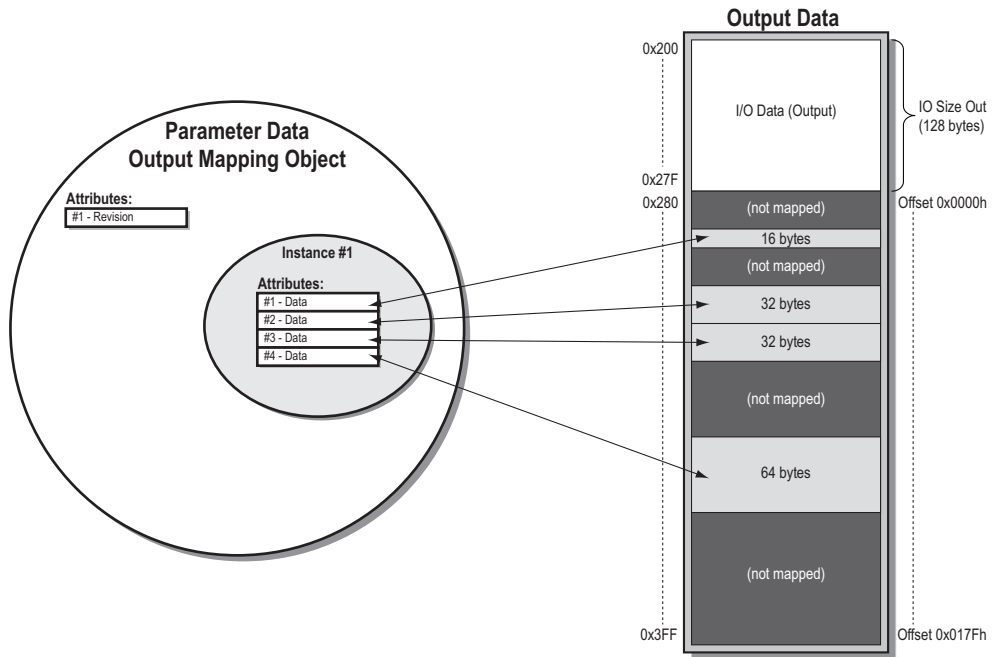 Parameter Data
Output Mapping Object
Attributes:
#1 - Revision
Instance #1
Attributes:
#1 - Data
#2 - Data
#3 - Data
#4 - Data
Output Data
0x200
I/O Data (Output)
IO Size Out
(128 bytes)
0x27F
0x280
(not mapped)
Offset 0x0000h
16 bytes
(not mapped)
32 bytes
32 bytes
(not mapped)
64 bytes
(not mapped)
0x3FF
Offset 0x017Fh